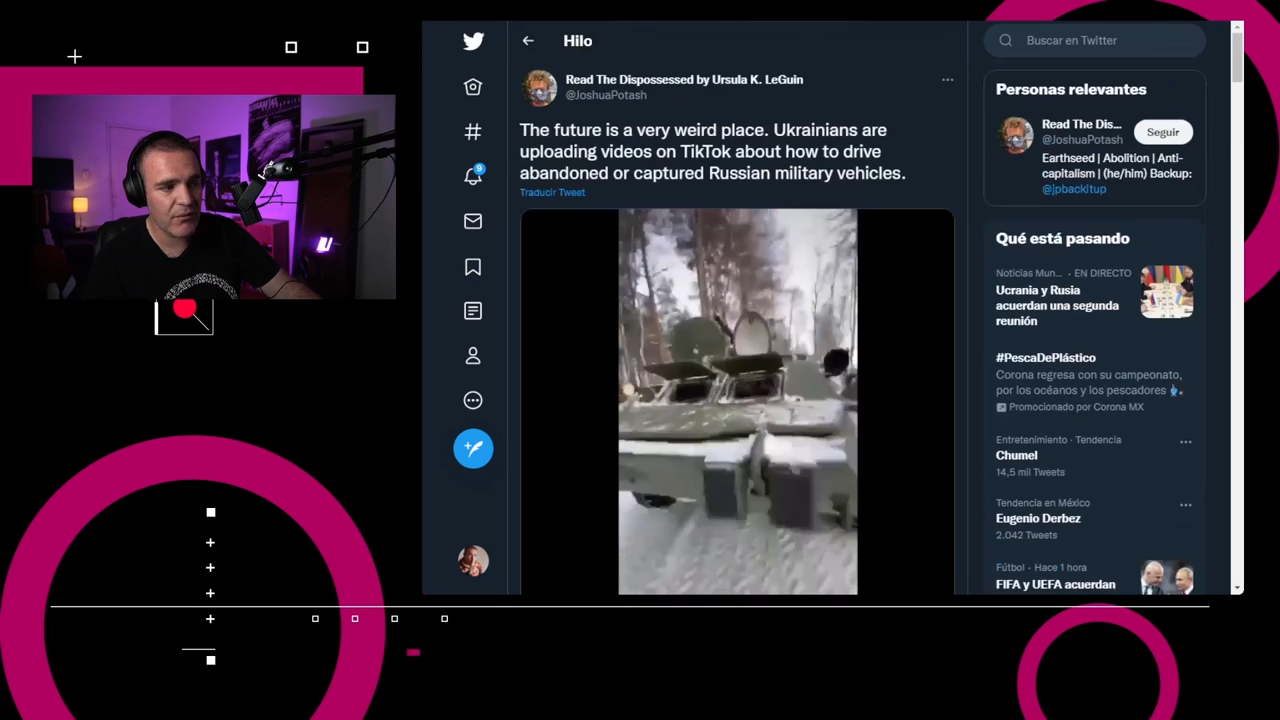 Hilo
Read The Dispossessed by Ursula K. LeGuin
@JoshuaPotash
The future is a very weird place. Ukrainians are
uploading videos on TikTok about how to drive
abandoned or captured Russian military vehicles.
Traducir Tweet
9
Buscar en Twitter
Personas relevantes
Read The Dis...
@JoshuaPotash
Seguir
Earthseed | Abolition | Anti-
capitalism | (he/him) Backup:
@jpbackitup
Qué está pasando
Noticias Mun... · EN DIRECTO
Ucrania y Rusia
acuerdan una segunda
reunión
#PescaDePlástico
Corona regresa con su campeonato,
por los océanos y los pescadores
Promocionado por Corona MX
Entretenimiento · Tendencia
Chumel
14,5 mil Tweets
Tendencia en México
Eugenio Derbez
2.042 Tweets
Fútbol · Hace 1 hora
FIFA y UEFA acuerdan